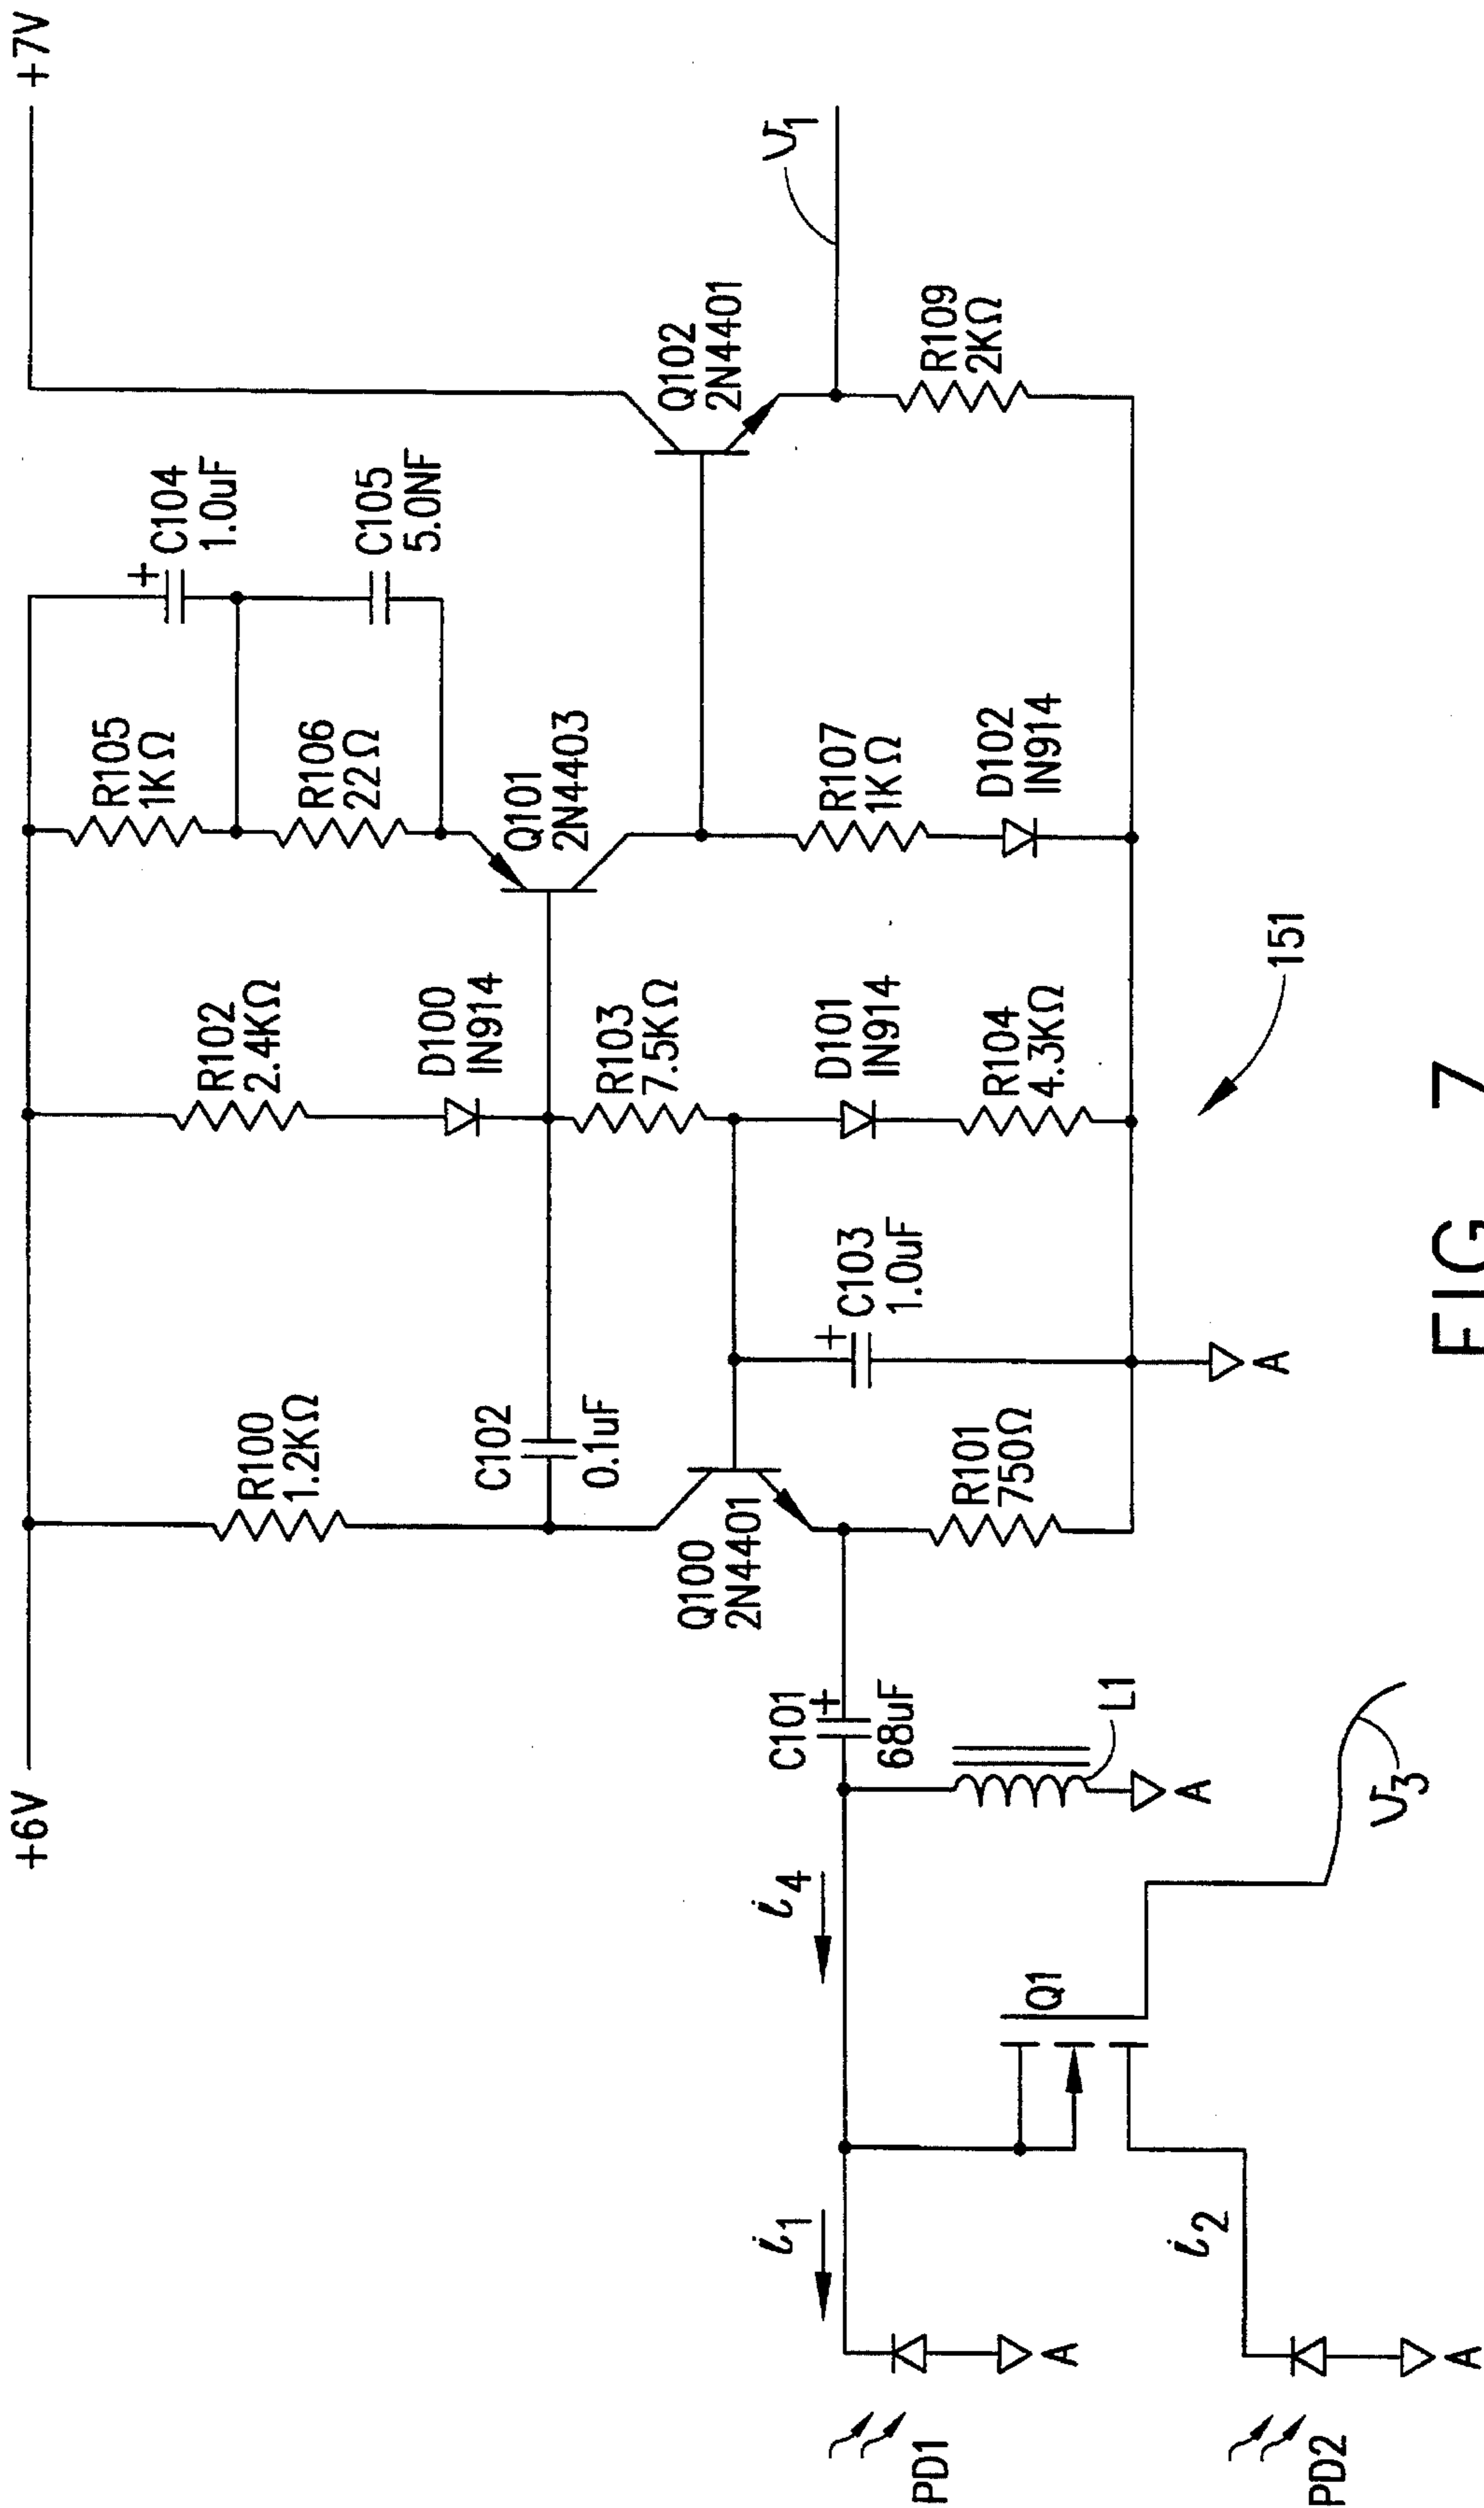 +6V
+7V
R100
1.2KΩ
R102
2.4KΩ
R105
1KΩ
C104
+
1.0uF
D100
IN914
R106
22Ω
C105
5.0NF
C102
0.1uF
Q101
2N4403
Q102
2N4401
R103
7.5KΩ
Q100
2N4401
i1
i4
C101
+
68uF
C103
+
1.0uF
D101
IN914
R107
1KΩ
V1
R101
750Ω
R104
4.3KΩ
D102
IN914
R109
2KΩ
PD1
A
Q1
L1
A
A
151
i2
V3
PD2
A
FIG. 7